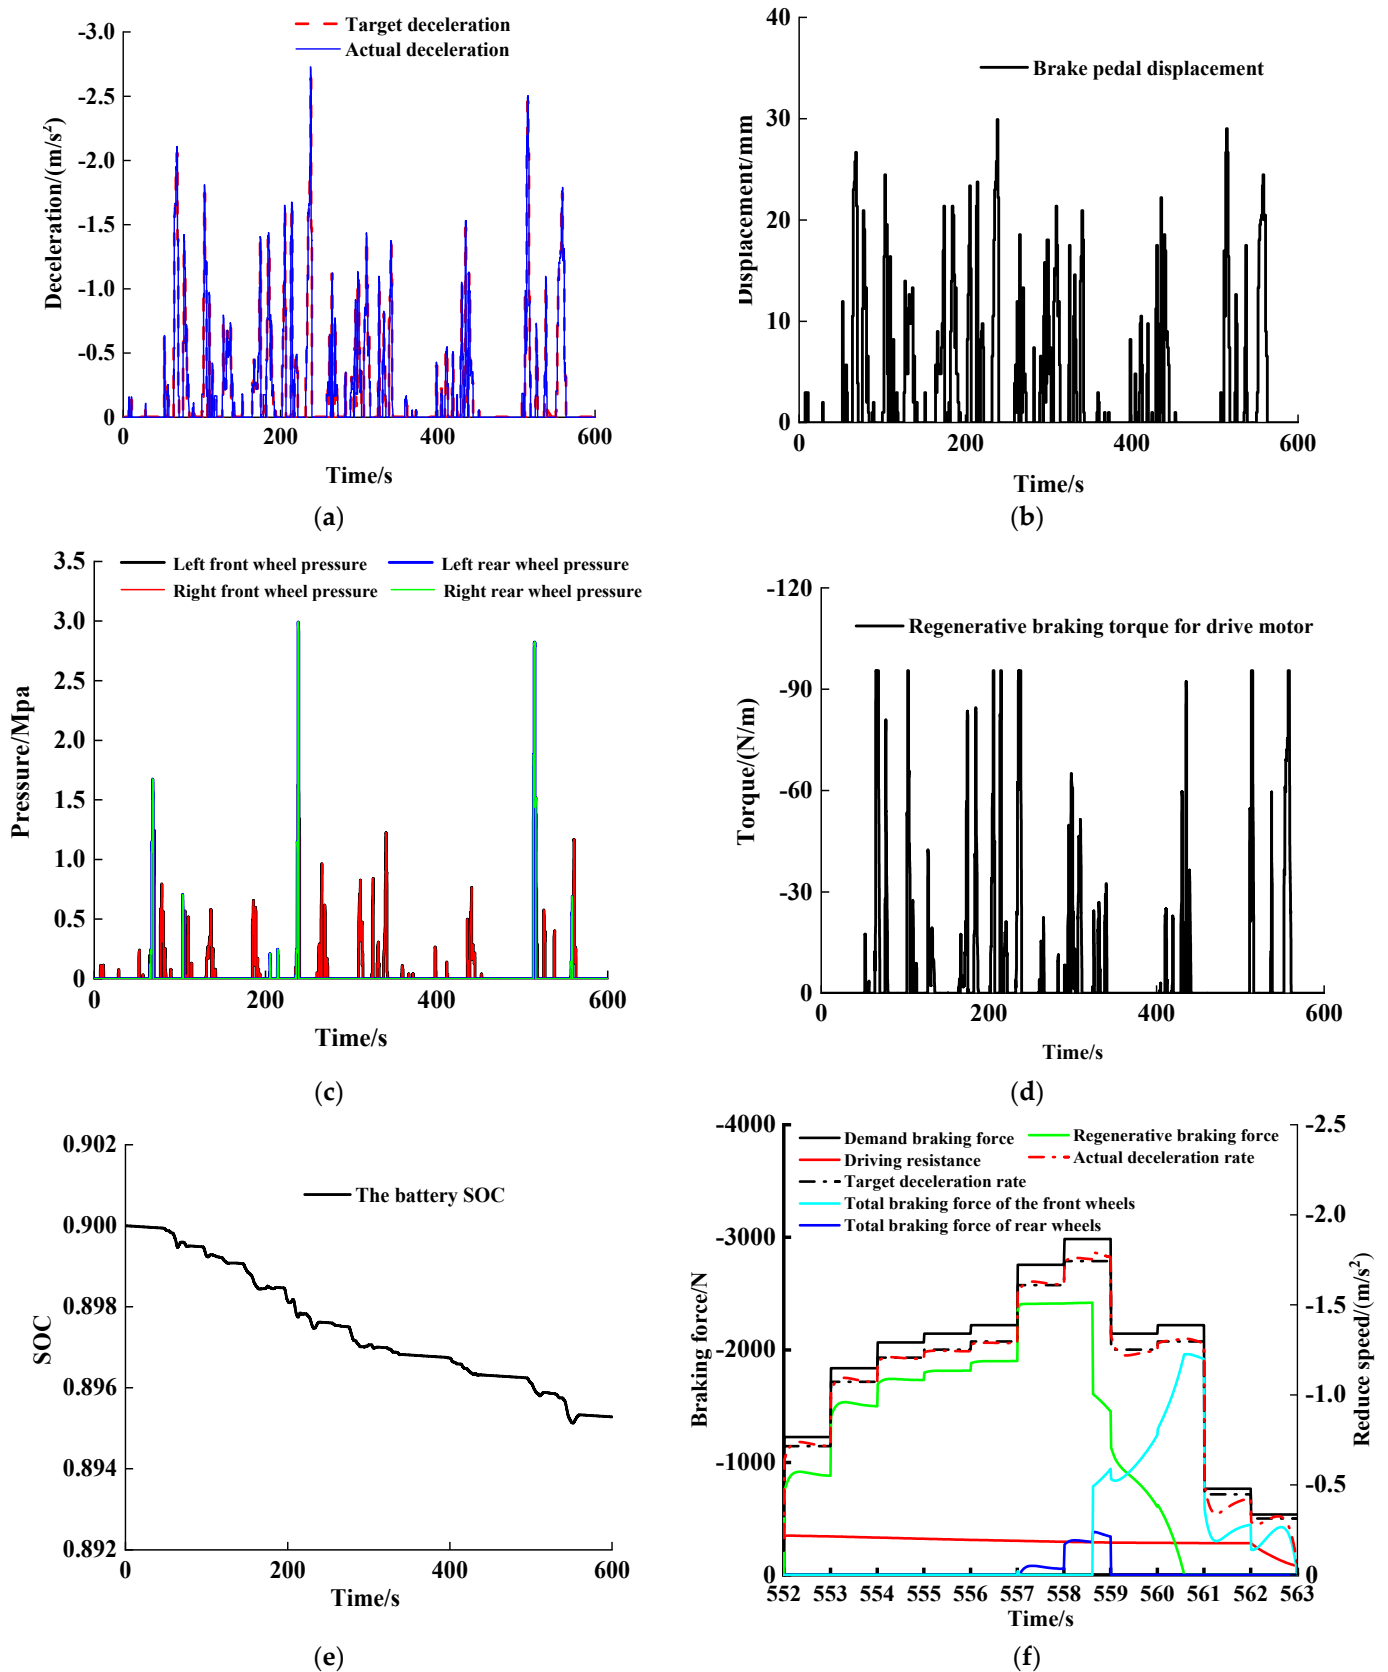 Target deceleration
Actual deceleration
-3.0
-2.5
-2.0
-1.5
-1.0
-0.5
0
0 200 400 600
Deceleration/(m/s²)
Time/s
(a)
Brake pedal displacement
40
30
20
10
0
0 200 400 600
Displacement/mm
Time/s
(b)
Left front wheel pressure Left rear wheel pressure
Right front wheel pressure Right rear wheel pressure
3.5
3.0
2.5
2.0
1.5
1.0
0.5
0
0 200 400 600
Pressure/Mpa
Time/s
(c)
Regenerative braking torque for drive motor
-120
-90
-60
-30
0
0 200 400 600
Torque/(N/m)
Time/s
(d)
The battery SOC
0.902
0.900
0.898
0.896
0.894
0.892
0 200 400 600
SOC
Time/s
(e)
Demand braking force Regenerative braking force
Driving resistance Actual deceleration rate
Target deceleration rate
Total braking force of the front wheels
Total braking force of rear wheels
-4000
-3000
-2000
-1000
0
-2.5
-2.0
-1.5
-1.0
-0.5
0
552 553 554 555 556 557 558 559 560 561 562 563
Braking force/N
Reduce speed/(m/s²)
Time/s
(f)